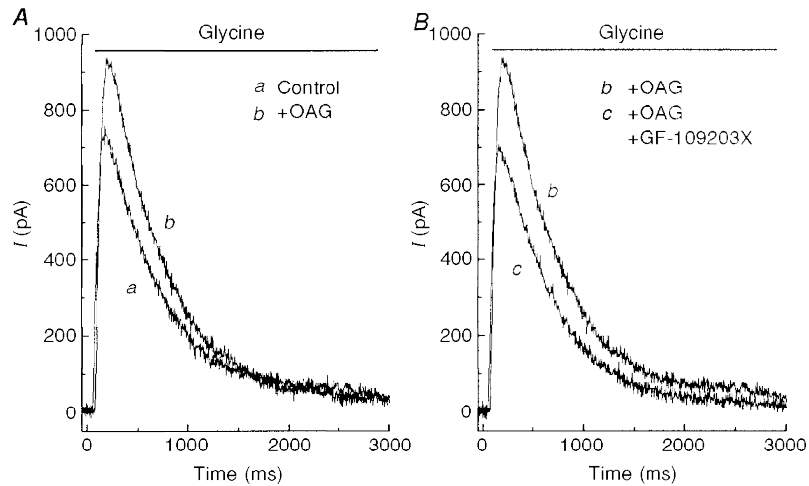 A
Glycine
a Control
b +OAG
1000
800
600
400
200
0
I (pA)
b
a
0
1000
2000
3000
Time (ms)
B
Glycine
b +OAG
c +OAG
+GF-109203X
1000
800
600
400
200
0
I (pA)
b
c
0
1000
2000
3000
Time (ms)